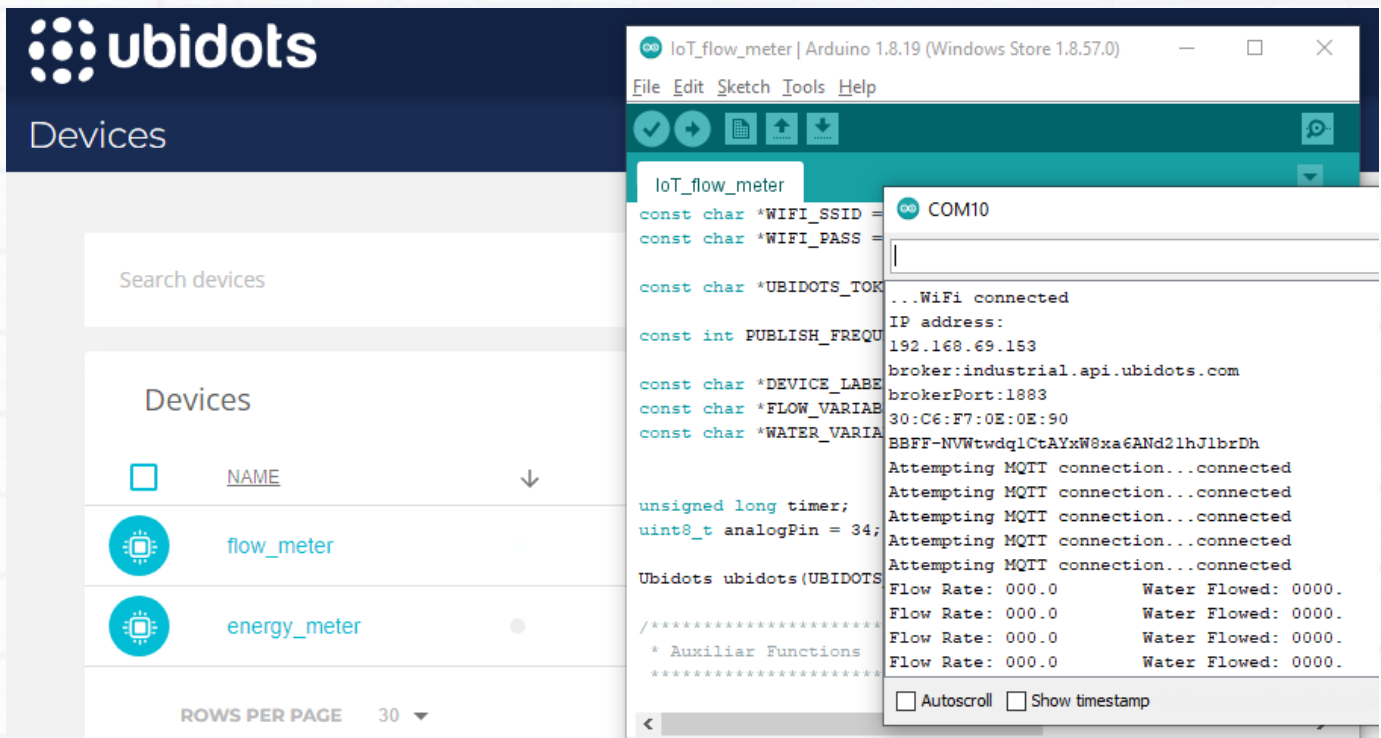 ubidots
Devices
Search devices
Devices
NAME
flow_meter
energy_meter
ROWS PER PAGE 30
IoT_flow_meter | Arduino 1.8.19 (Windows Store 1.8.57.0)
File Edit Sketch Tools Help
IoT_flow_meter
const char *WIFI_SSID =
const char *WIFI_PASS =
const char *UBIDOTS_TOK
const int PUBLISH_FREQU
const char *DEVICE_LABE
const char *FLOW_VARIAB
const char *WATER_VARIA
unsigned long timer;
uint8_t analogPin = 34;
Ubidots ubidots(UBIDOTS
/***********************
* Auxiliar Functions
***********************
COM10
...WiFi connected
IP address:
192.168.69.153
broker:industrial.api.ubidots.com
brokerPort:1883
30:C6:F7:0E:0E:90
BBFF-NVWtwdq1CtAYxW8xa6ANd21hJ1brDh
Attempting MQTT connection...connected
Attempting MQTT connection...connected
Attempting MQTT connection...connected
Attempting MQTT connection...connected
Attempting MQTT connection...connected
Flow Rate: 000.0 Water Flowed: 0000.
Flow Rate: 000.0 Water Flowed: 0000.
Flow Rate: 000.0 Water Flowed: 0000.
Flow Rate: 000.0 Water Flowed: 0000.
Autoscroll Show timestamp